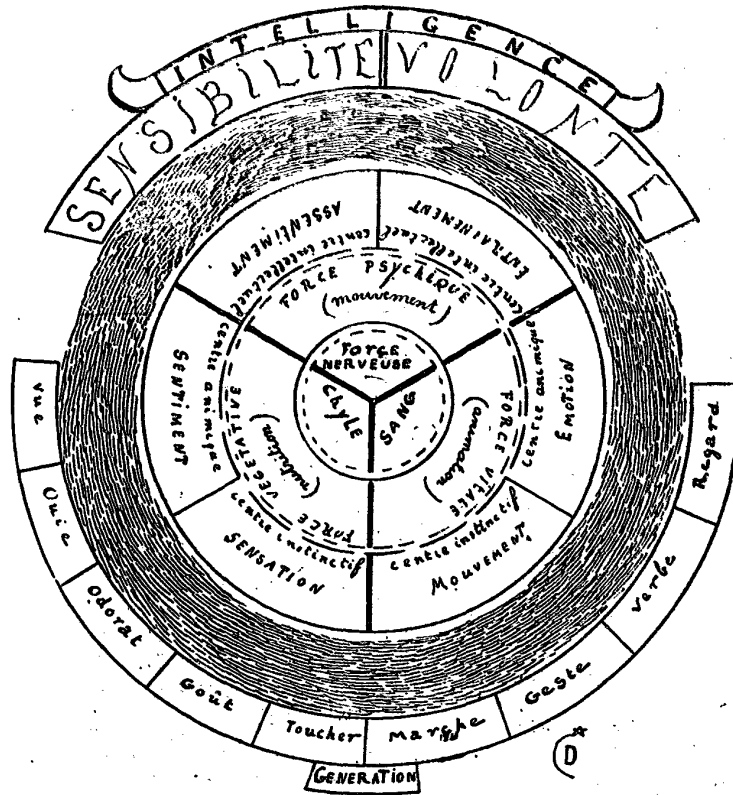 INTELLIGENCE
SENSIBILITE
VOLONTE
ASSENTIMENT
ENTRAINEMENT
centre intellectuel
centre intellectuel
FORCE PSYCHIQUE
(mouvement)
FORCE
NERVEUSE
CHYLE
SANG
SENTIMENT
centre animique
FORCE VEGETATIVE
(nutrition)
EMOTION
centre animique
FORCE VITALE
(animation)
centre instinctif
SENSATION
centre instinctif
MOUVEMENT
Vue
Ouie
Odorat
Goût
Toucher
Marche
Geste
Verbe
Regard
GENERATION
D